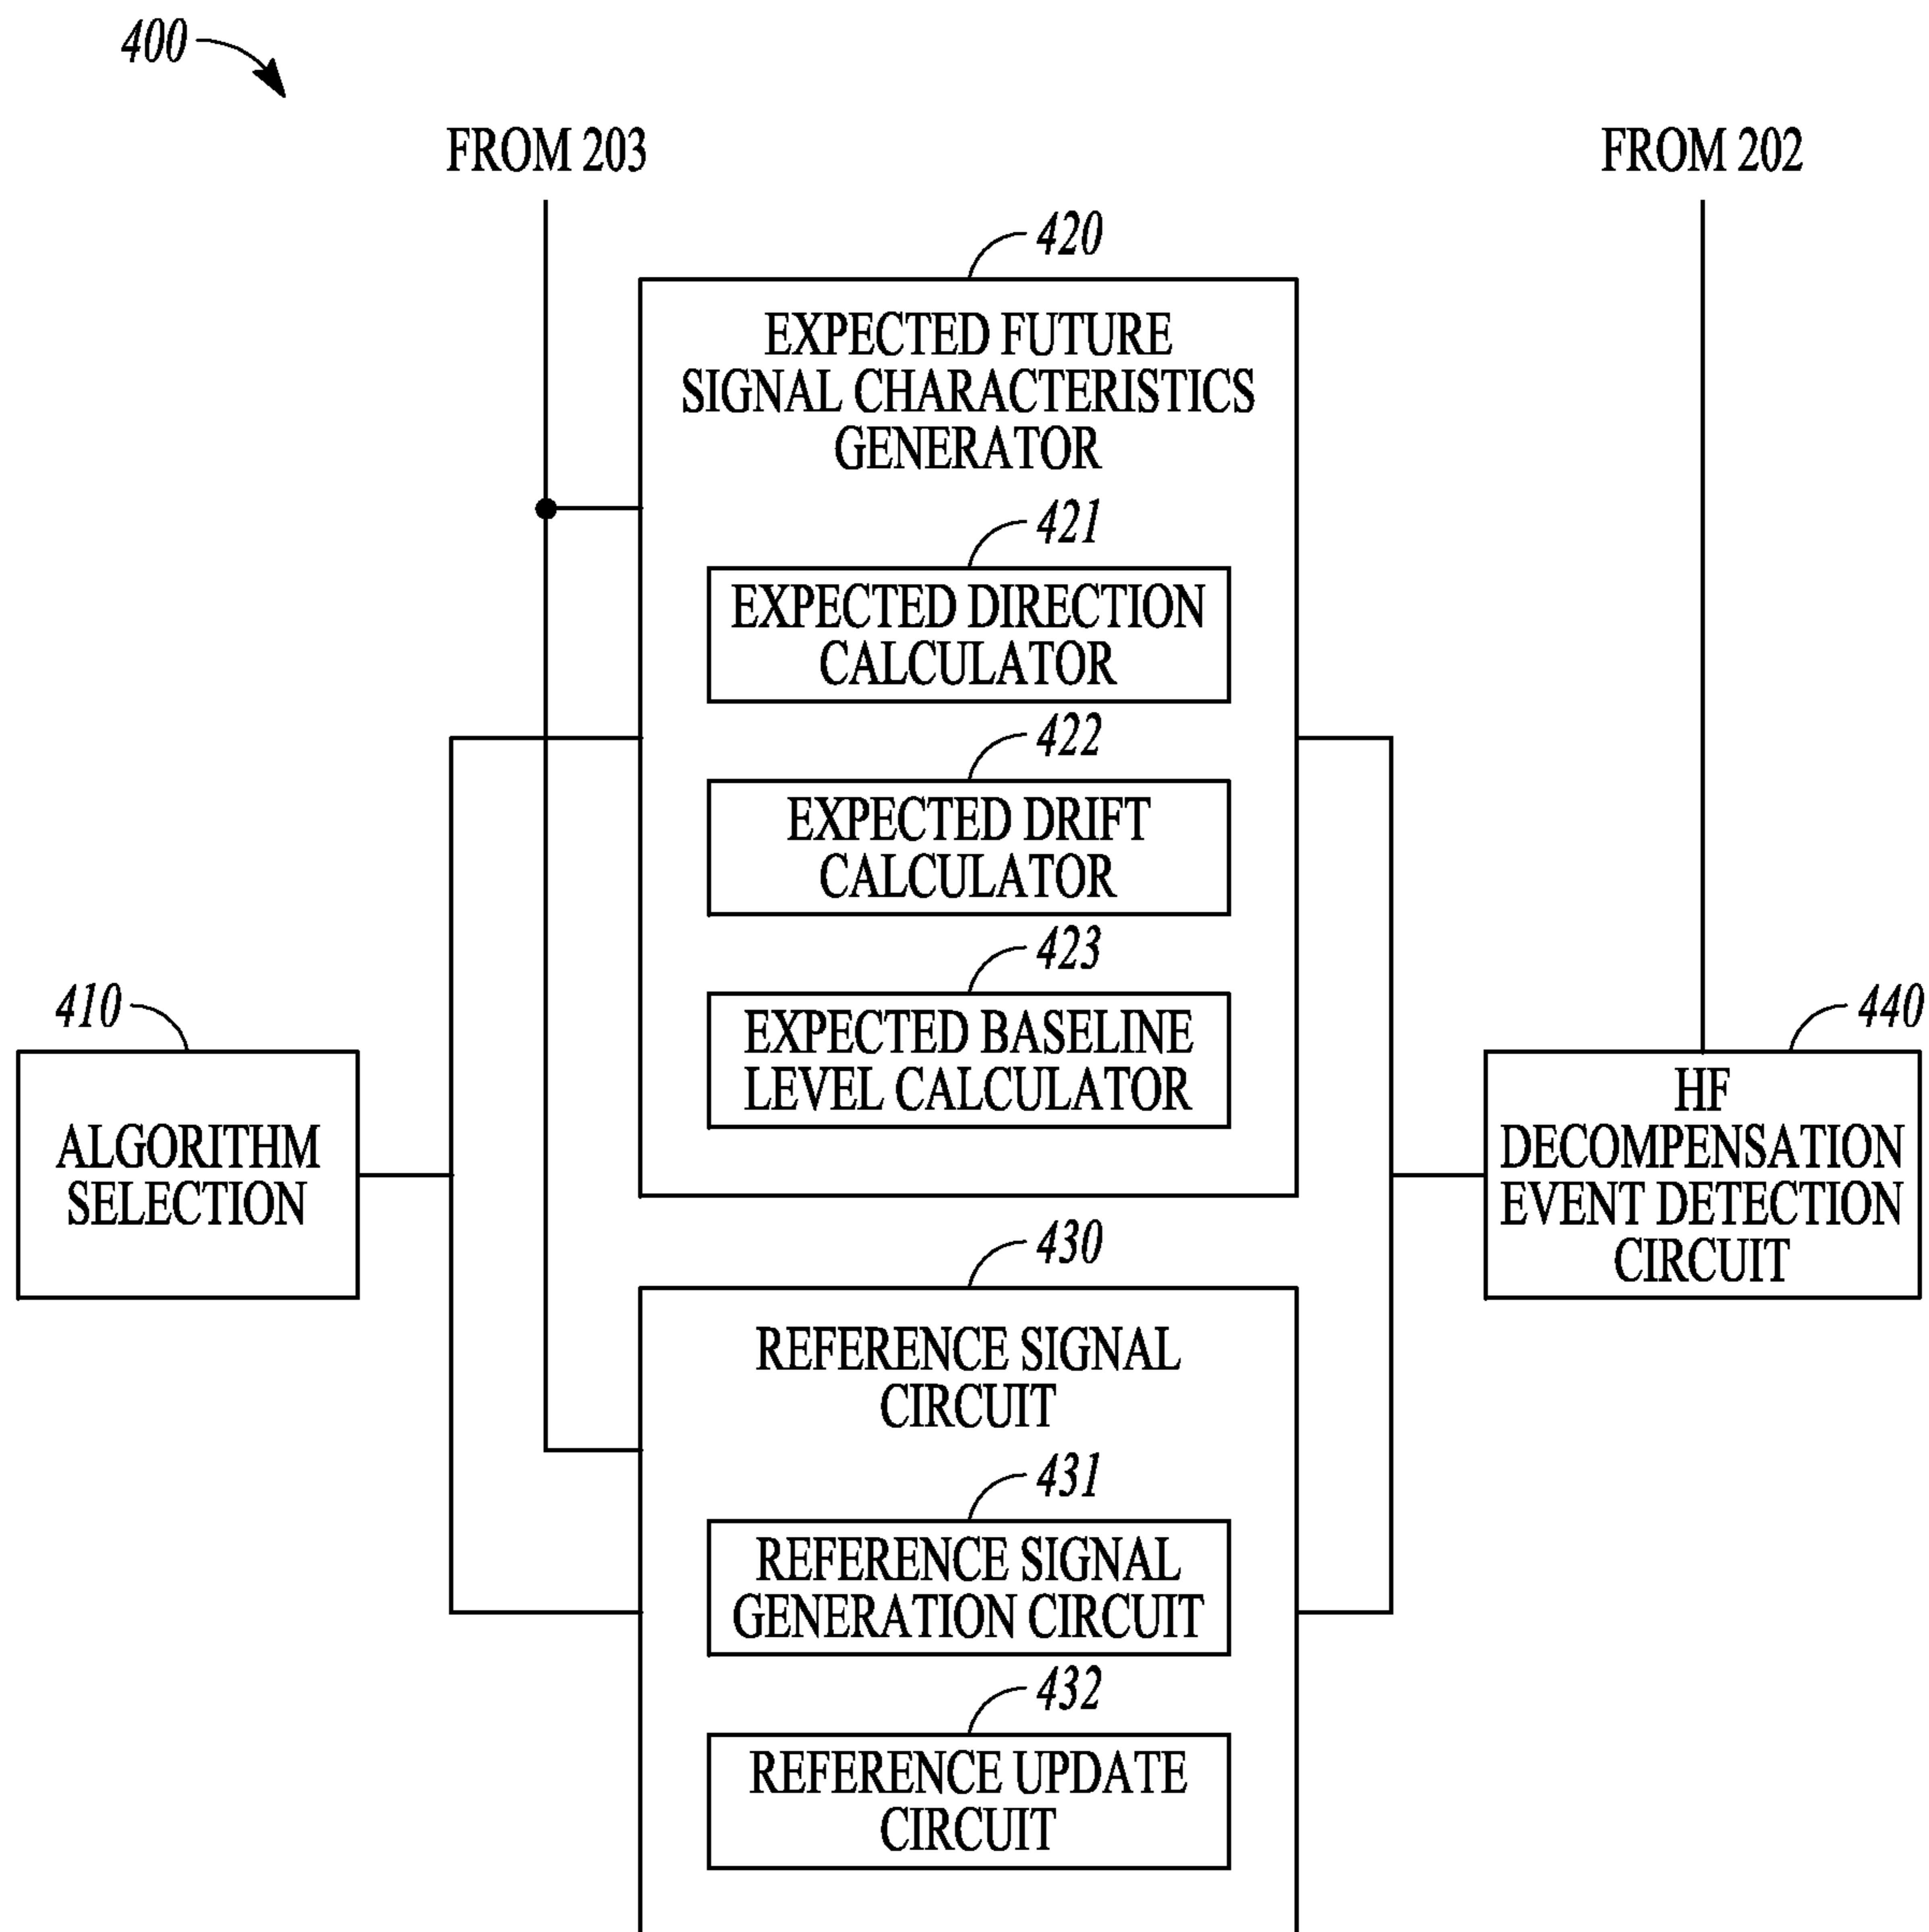 400
FROM 203
FROM 202
420
EXPECTED FUTURE
SIGNAL CHARACTERISTICS
GENERATOR
421
EXPECTED DIRECTION
CALCULATOR
422
EXPECTED DRIFT
CALCULATOR
423
EXPECTED BASELINE
LEVEL CALCULATOR
410
ALGORITHM
SELECTION
440
HF
DECOMPENSATION
EVENT DETECTION
CIRCUIT
430
REFERENCE SIGNAL
CIRCUIT
431
REFERENCE SIGNAL
GENERATION CIRCUIT
432
REFERENCE UPDATE
CIRCUIT